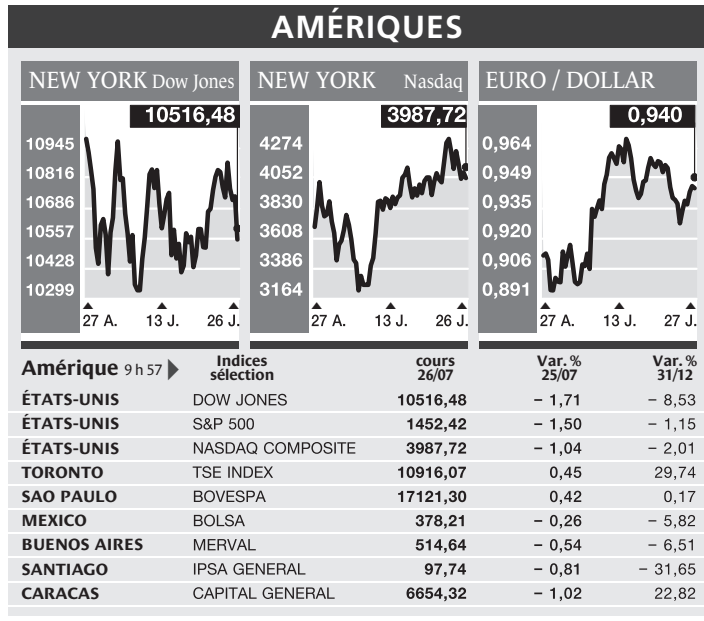 AMÉRIQUES
NEW YORK Dow Jones
10516,48
10945
10816
10686
10557
10428
10299
27 A. 13 J. 26 J.
NEW YORK Nasdaq
3987,72
4274
4052
3830
3608
3386
3164
27 A. 13 J. 26 J.
EURO / DOLLAR
0,940
0,964
0,949
0,935
0,920
0,906
0,891
27 A. 13 J. 27 J.
Amérique 9 h 57 Indices sélection cours 26/07 Var. % 25/07 Var. % 31/12
ÉTATS-UNIS DOW JONES 10516,48 – 1,71 – 8,53
ÉTATS-UNIS S&P 500 1452,42 – 1,50 – 1,15
ÉTATS-UNIS NASDAQ COMPOSITE 3987,72 – 1,04 – 2,01
TORONTO TSE INDEX 10916,07 0,45 29,74
SAO PAULO BOVESPA 17121,30 0,42 0,17
MEXICO BOLSA 378,21 – 0,26 – 5,82
BUENOS AIRES MERVAL 514,64 – 0,54 – 6,51
SANTIAGO IPSA GENERAL 97,74 – 0,81 – 31,65
CARACAS CAPITAL GENERAL 6654,32 – 1,02 22,82